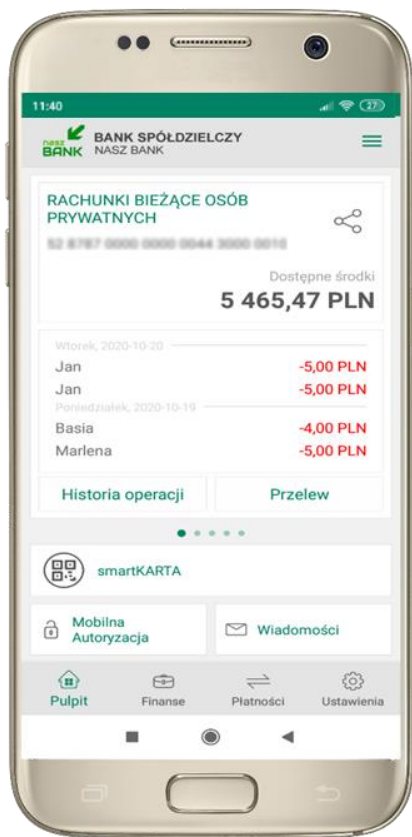 11:40
27
nasz
BANK
BANK SPÓŁDZIELCZY
NASZ BANK
RACHUNKI BIEŻĄCE OSÓB
PRYWATNYCH
Dostępne środki
5 465,47 PLN
Wtorek, 2020-10-20
Jan -5,00 PLN
Jan -5,00 PLN
Poniedziałek, 2020-10-19
Basia -4,00 PLN
Marlena -5,00 PLN
Historia operacji Przelew
smartKARTA
Mobilna
Autoryzacja
Wiadomości
Pulpit Finanse Płatności Ustawienia